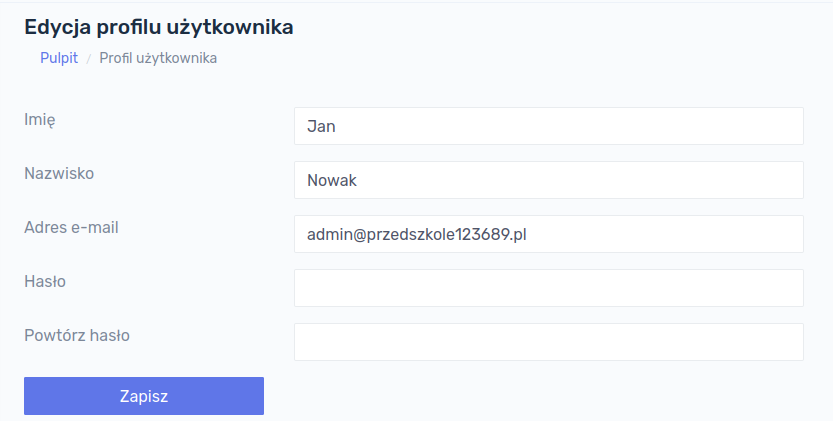 Edycja profilu użytkownika
Pulpit / Profil użytkownika
Imię Jan
Nazwisko Nowak
Adres e-mail admin@przedszkole123689.pl
Hasło
Powtórz hasło
Zapisz